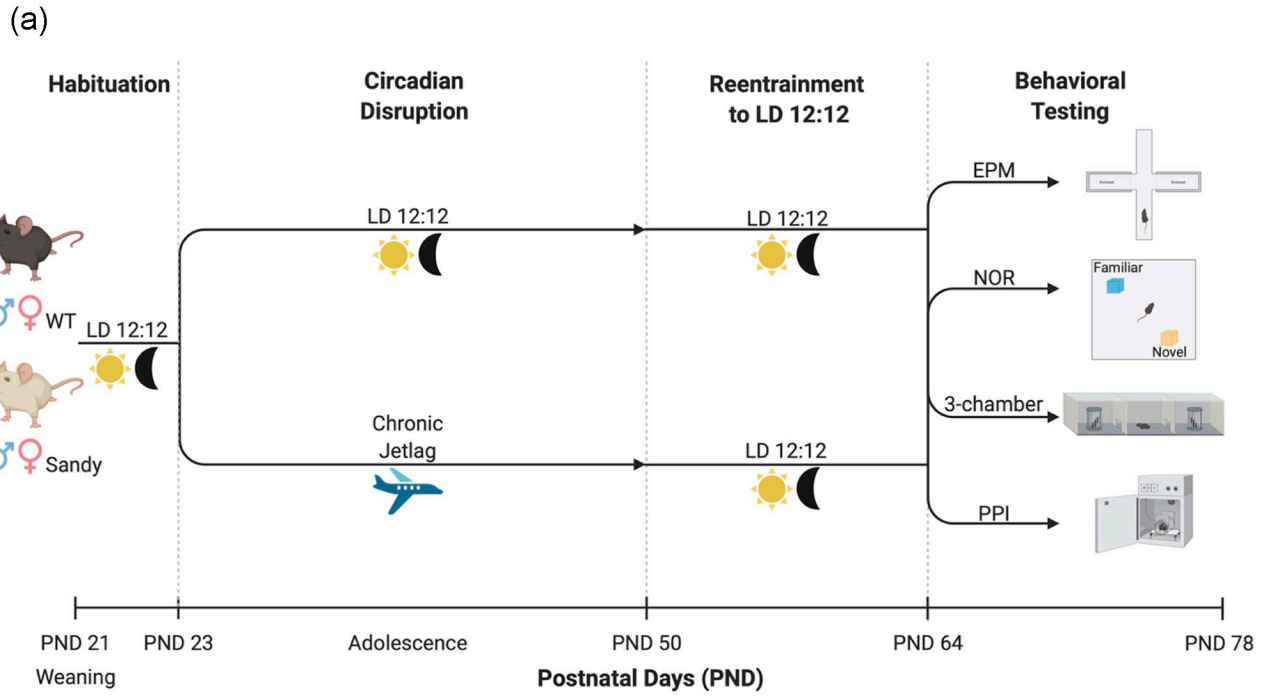 (a)
Habituation
Circadian
Disruption
Reentrainment
to LD 12:12
Behavioral
Testing
EPM
Enclosed
Enclosed
LD 12:12
LD 12:12
NOR
Familiar
Novel
WT
LD 12:12
3-chamber
Chronic
Jetlag
LD 12:12
Sandy
PPI
PND 21
PND 23
Adolescence
PND 50
PND 64
PND 78
Weaning
Postnatal Days (PND)